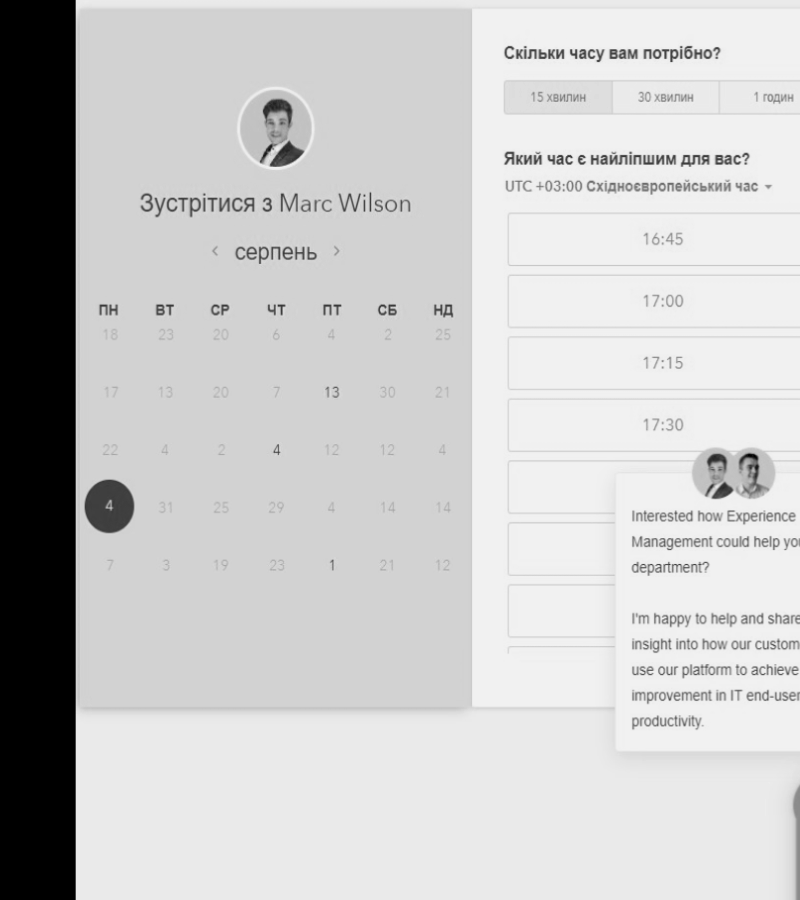 Зустрітися з Marc Wilson
серпень
ПН ВТ СР ЧТ ПТ СБ НД
18 23 20 6 4 2 25
17 13 20 7 13 30 21
22 4 2 4 12 12 4
4 31 25 29 4 14 14
7 3 19 23 1 21 12
Скільки часу вам потрібно?
15 хвилин 30 хвилин 1 годин
Який час є найліпшим для вас?
UTC +03:00 Східноєвропейський час
16:45
17:00
17:15
17:30
Interested how Experience
Management could help you
department?
I'm happy to help and share
insight into how our custom
use our platform to achieve
improvement in IT end-user
productivity.